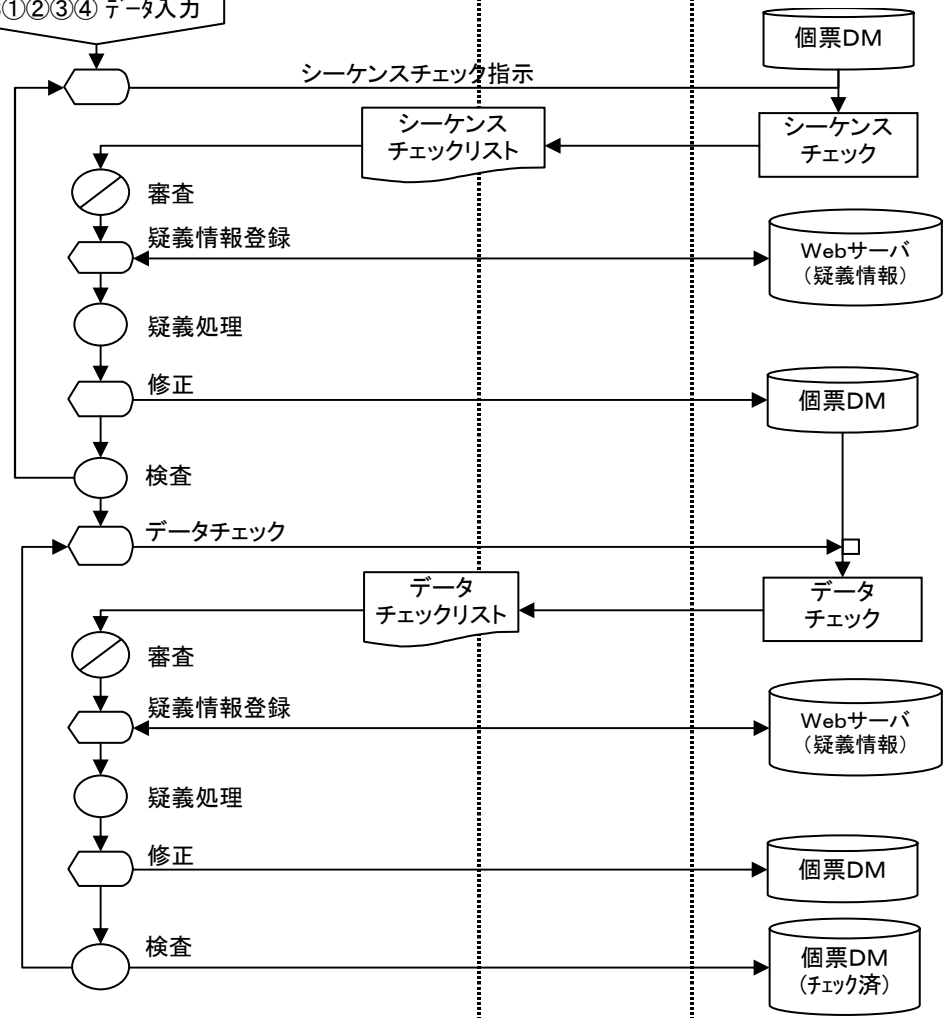 ①②③④ ﾃﾞｰﾀ入力
個票DM
シーケンスチェック指示
シーケンス
チェックリスト
シーケンス
チェック
審査
疑義情報登録
Webサーバ
（疑義情報）
疑義処理
修正
個票DM
検査
データチェック
データ
チェックリスト
データ
チェック
審査
疑義情報登録
Webサーバ
（疑義情報）
疑義処理
修正
個票DM
検査
個票DM
(ﾁｪｯｸ済)